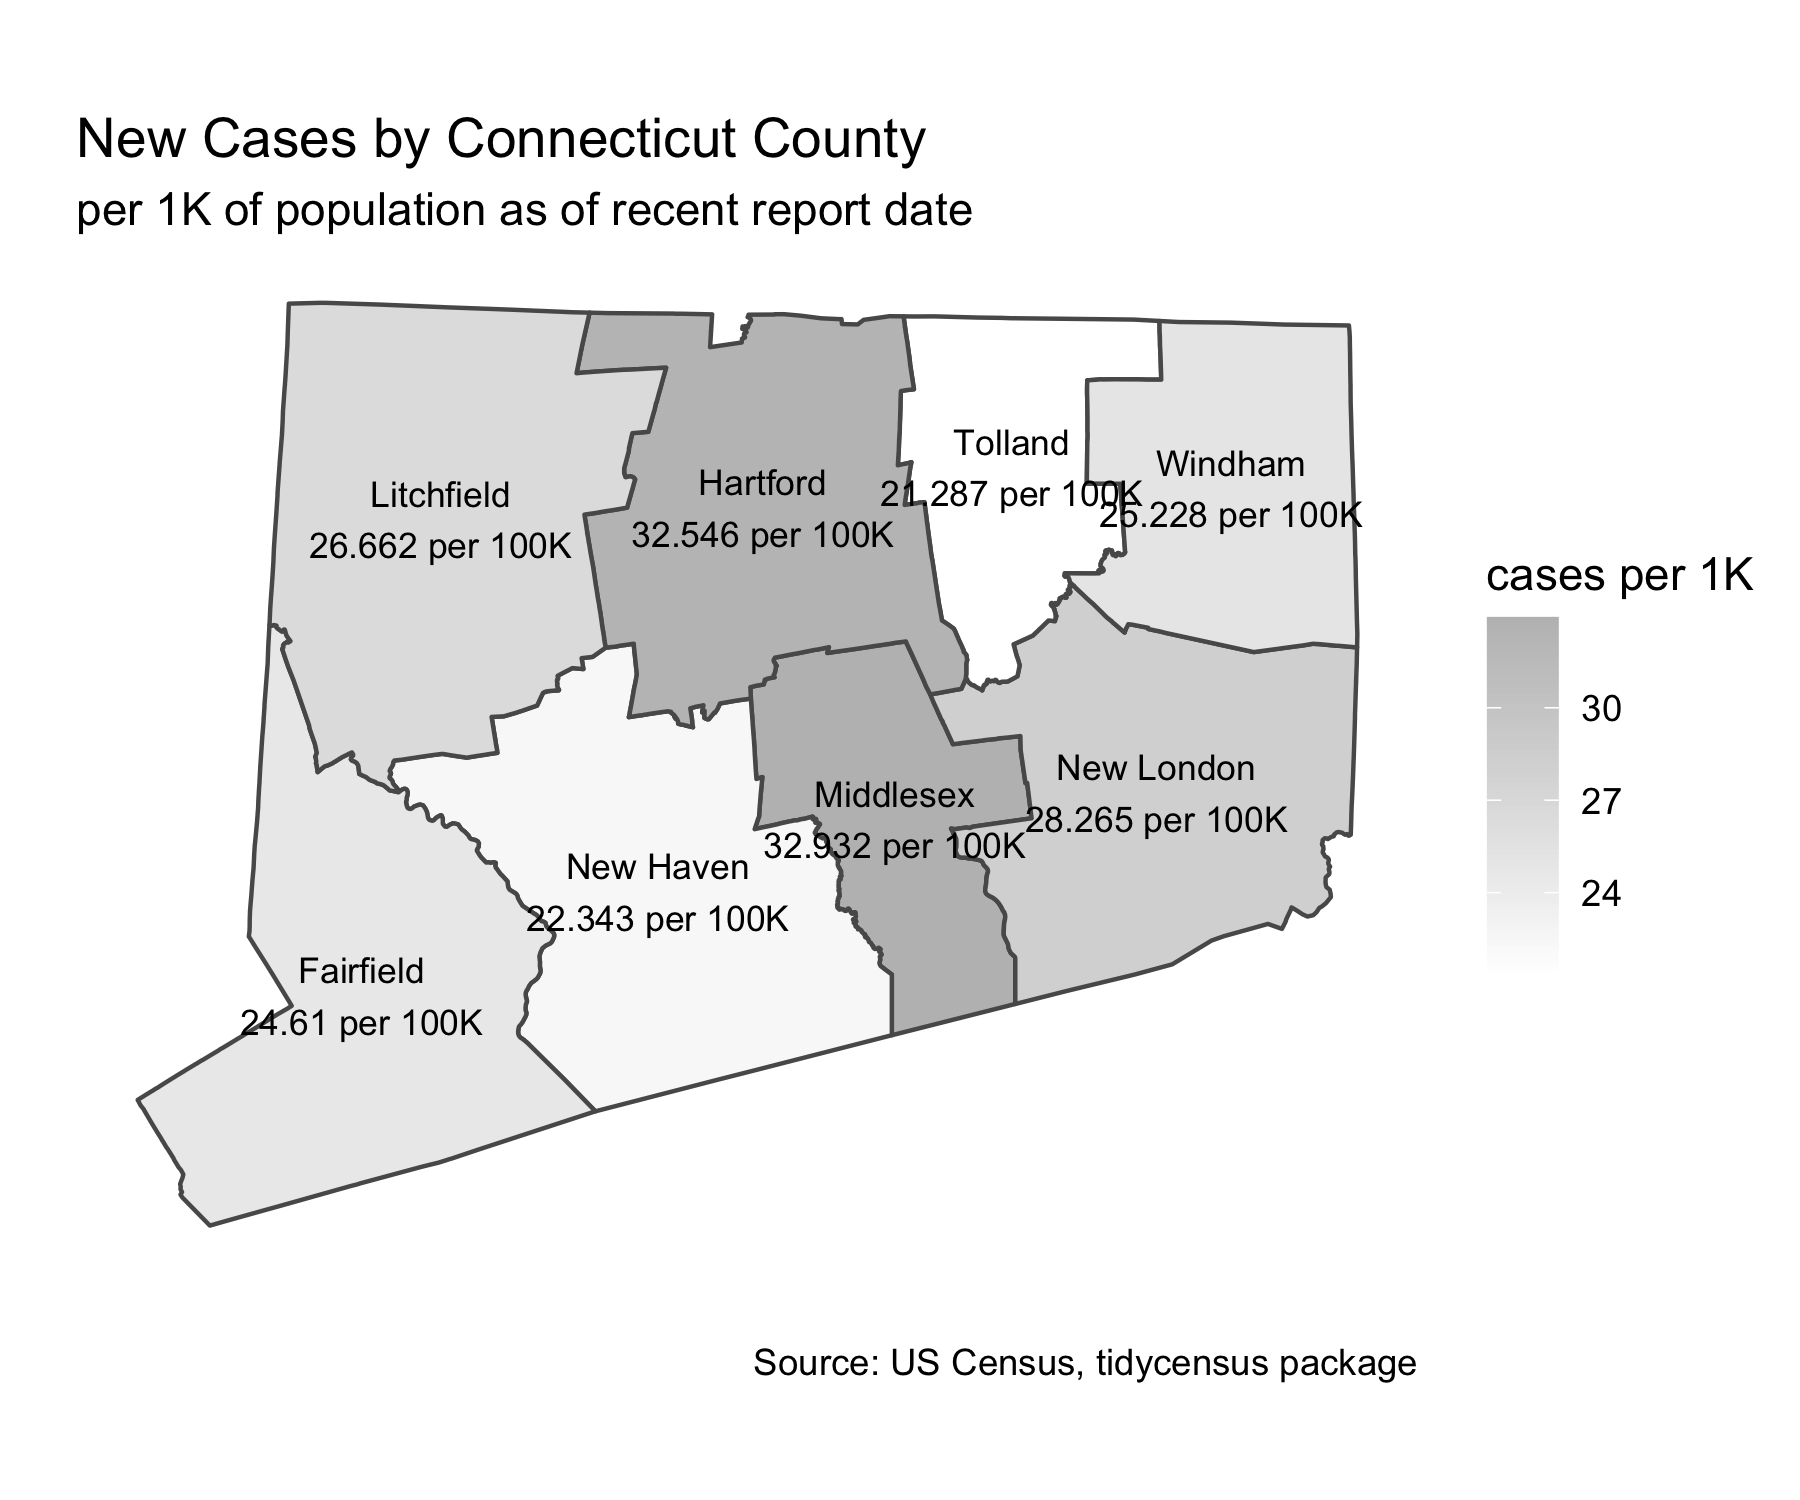 New Cases by Connecticut County
per 1K of population as of recent report date
Tolland
21.287 per 100K
Windham
25.228 per 100K
Hartford
32.546 per 100K
Litchfield
26.662 per 100K
New London
28.265 per 100K
Middlesex
32.932 per 100K
New Haven
22.343 per 100K
Fairfield
24.61 per 100K
cases per 1K
30
27
24
Source: US Census, tidycensus package